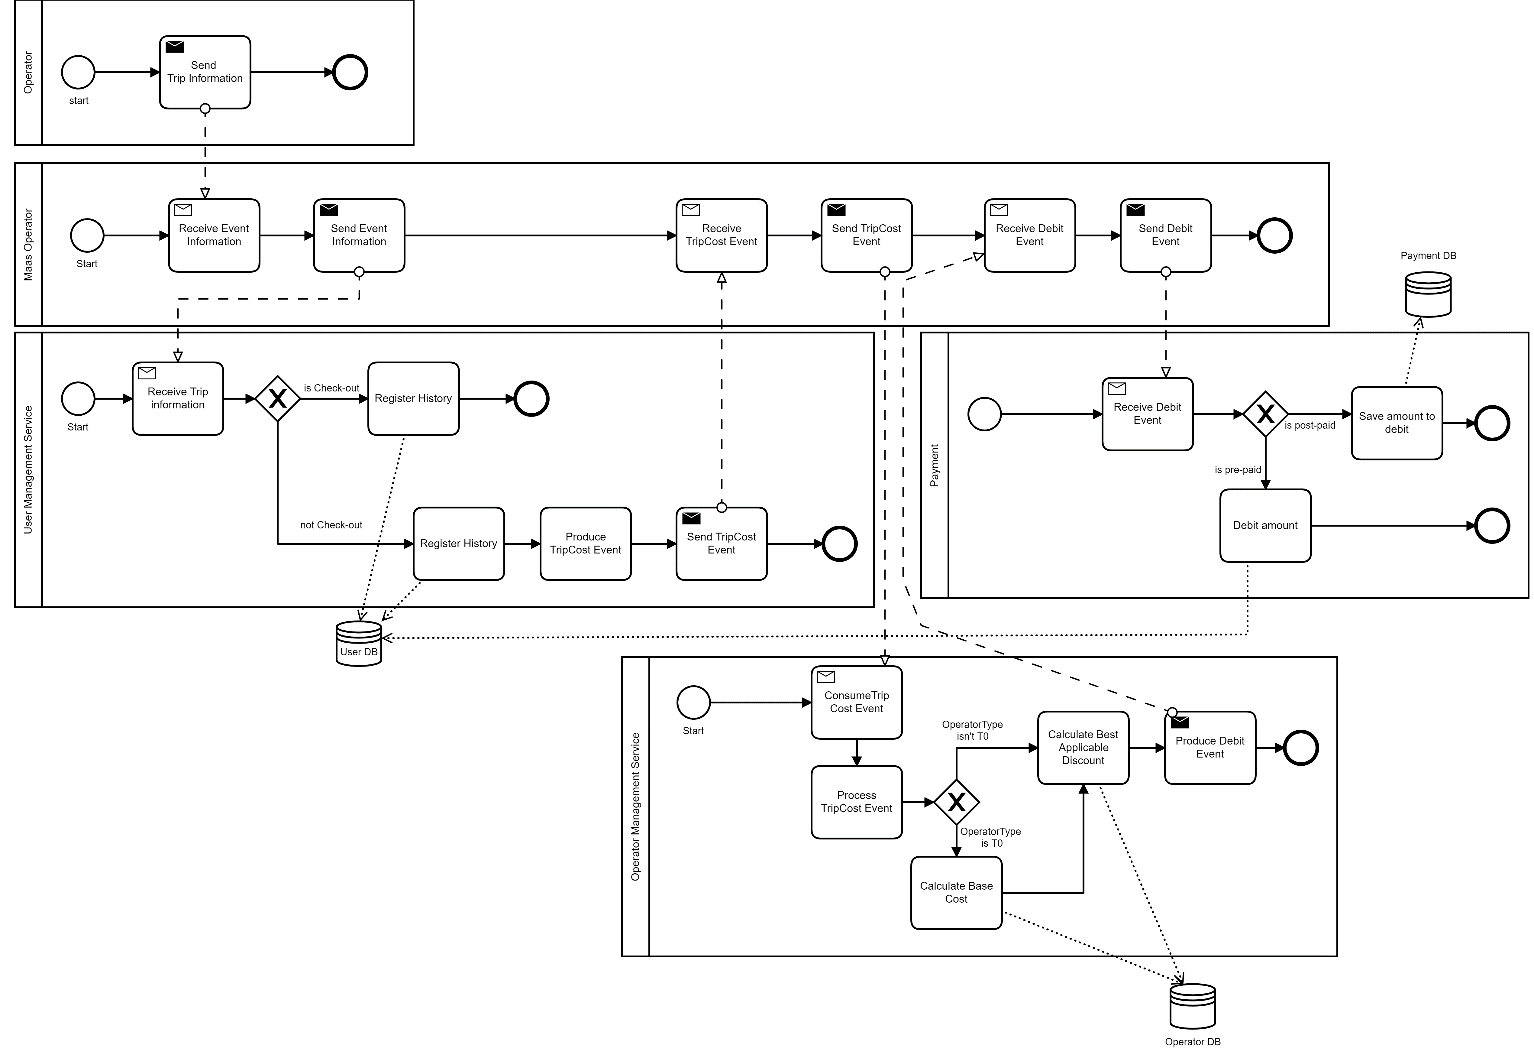 Operator
start
Send
Trip Information
Maas Operator
Start
Receive Event
Information
Send Event
Information
Receive
TripCost Event
Send TripCost
Event
Receive Debit
Event
Send Debit
Event
Payment DB
User Management Service
Start
Receive Trip
information
is Check-out
Register History
not Check-out
Register History
Produce
TripCost Event
Send TripCost
Event
User DB
Payment
Receive Debit
Event
is post-paid
Save amount to
debit
is pre-paid
Debit amount
Operator Management Service
Start
ConsumeTrip
Cost Event
Process
TripCost Event
OperatorType
isn't T0
OperatorType
is T0
Calculate Base
Cost
Calculate Best
Applicable
Discount
Produce Debit
Event
Operator DB